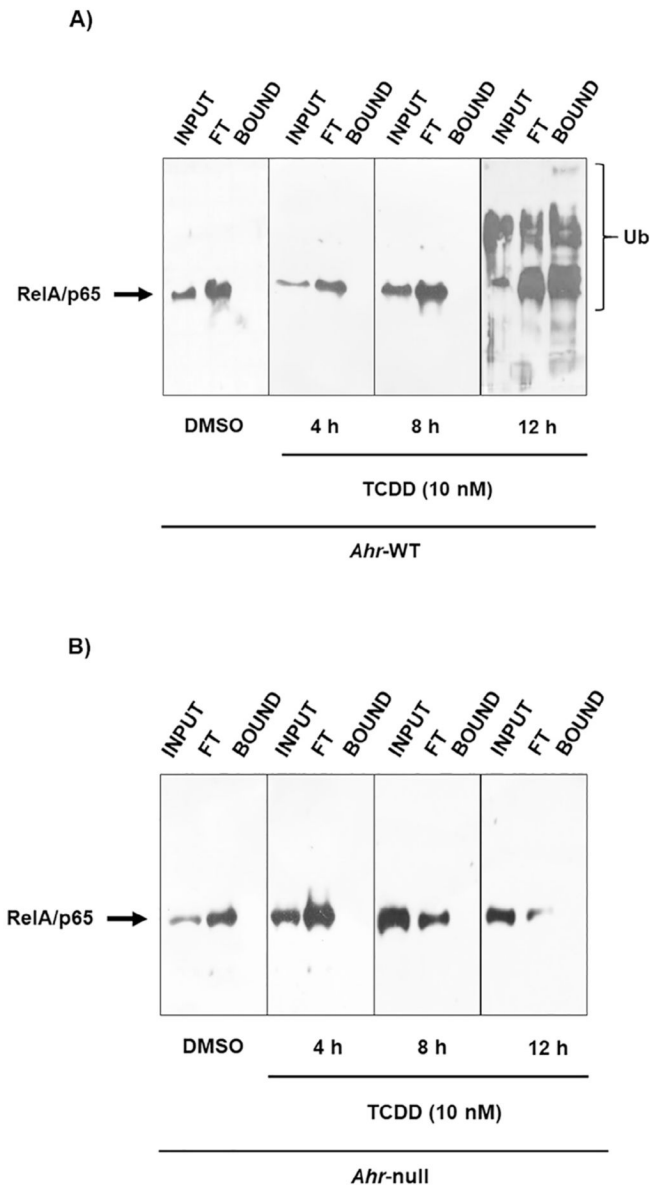 A)
INPUT FT BOUND INPUT FT BOUND INPUT FT BOUND INPUT FT BOUND
Ub
RelA/p65
DMSO 4 h 8 h 12 h
TCDD (10 nM)
Ahr-WT
B)
INPUT FT BOUND INPUT FT BOUND INPUT FT BOUND INPUT FT BOUND
RelA/p65
DMSO 4 h 8 h 12 h
TCDD (10 nM)
Ahr-null